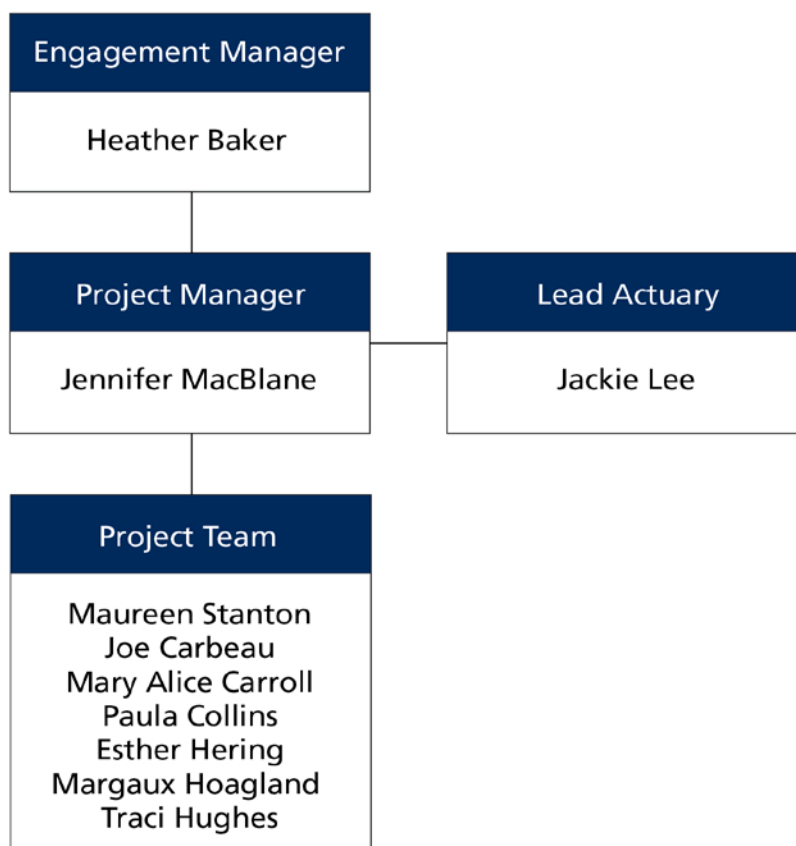 Engagement Manager
Heather Baker
Project Manager
Jennifer MacBlane
Lead Actuary
Jackie Lee
Project Team
Maureen Stanton
Joe Carbeau
Mary Alice Carroll
Paula Collins
Esther Hering
Margaux Hoagland
Traci Hughes